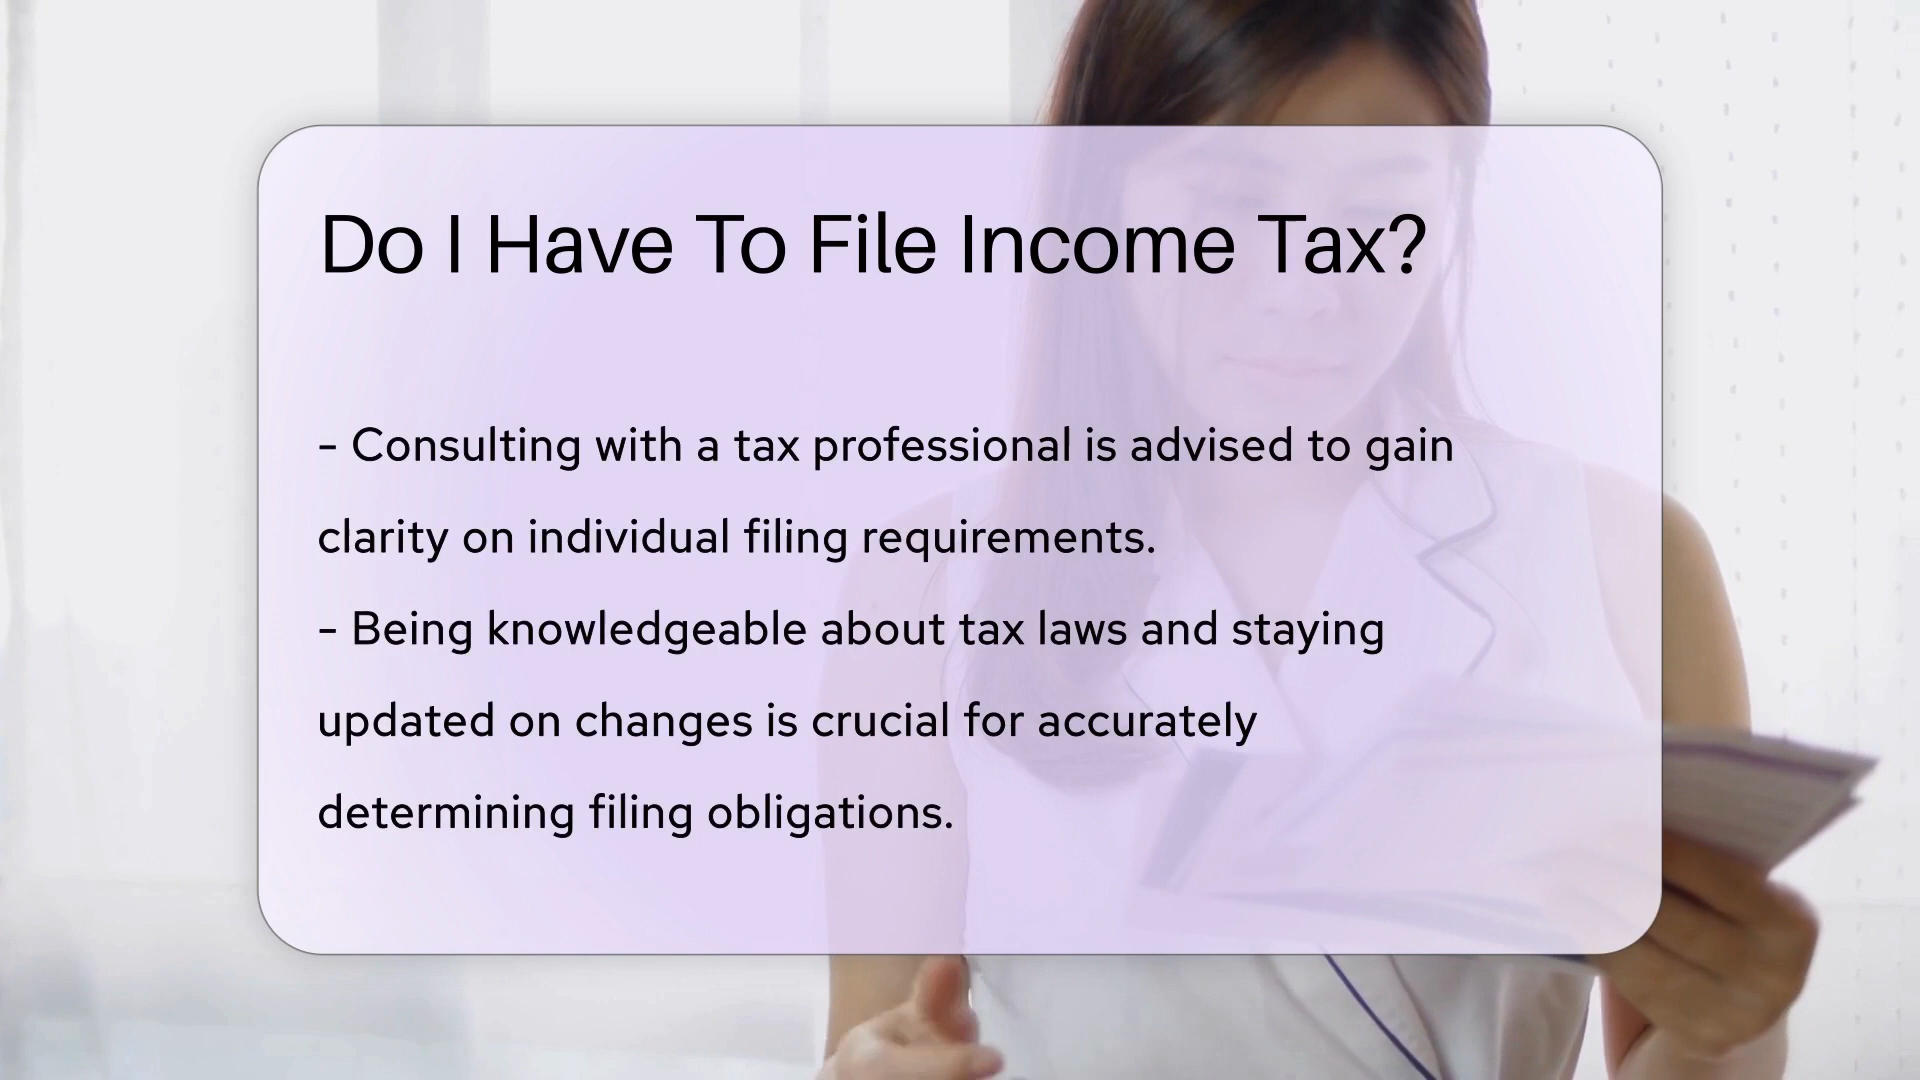 Do I Have To File Income Tax?
- Consulting with a tax professional is advised to gain
clarity on individual filing requirements.
- Being knowledgeable about tax laws and staying
updated on changes is crucial for accurately
determining filing obligations.